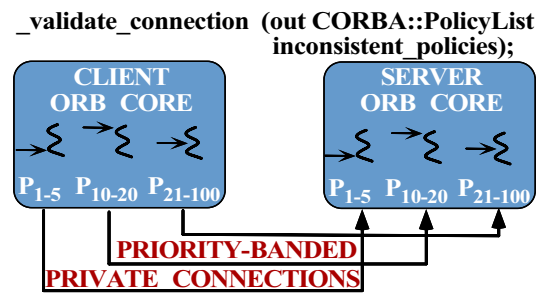 _validate_connection (out CORBA::PolicyList
inconsistent_policies);
CLIENT
ORB CORE
P1-5 P10-20 P21-100
SERVER
ORB CORE
P1-5 P10-20 P21-100
PRIORITY-BANDED
PRIVATE CONNECTIONS